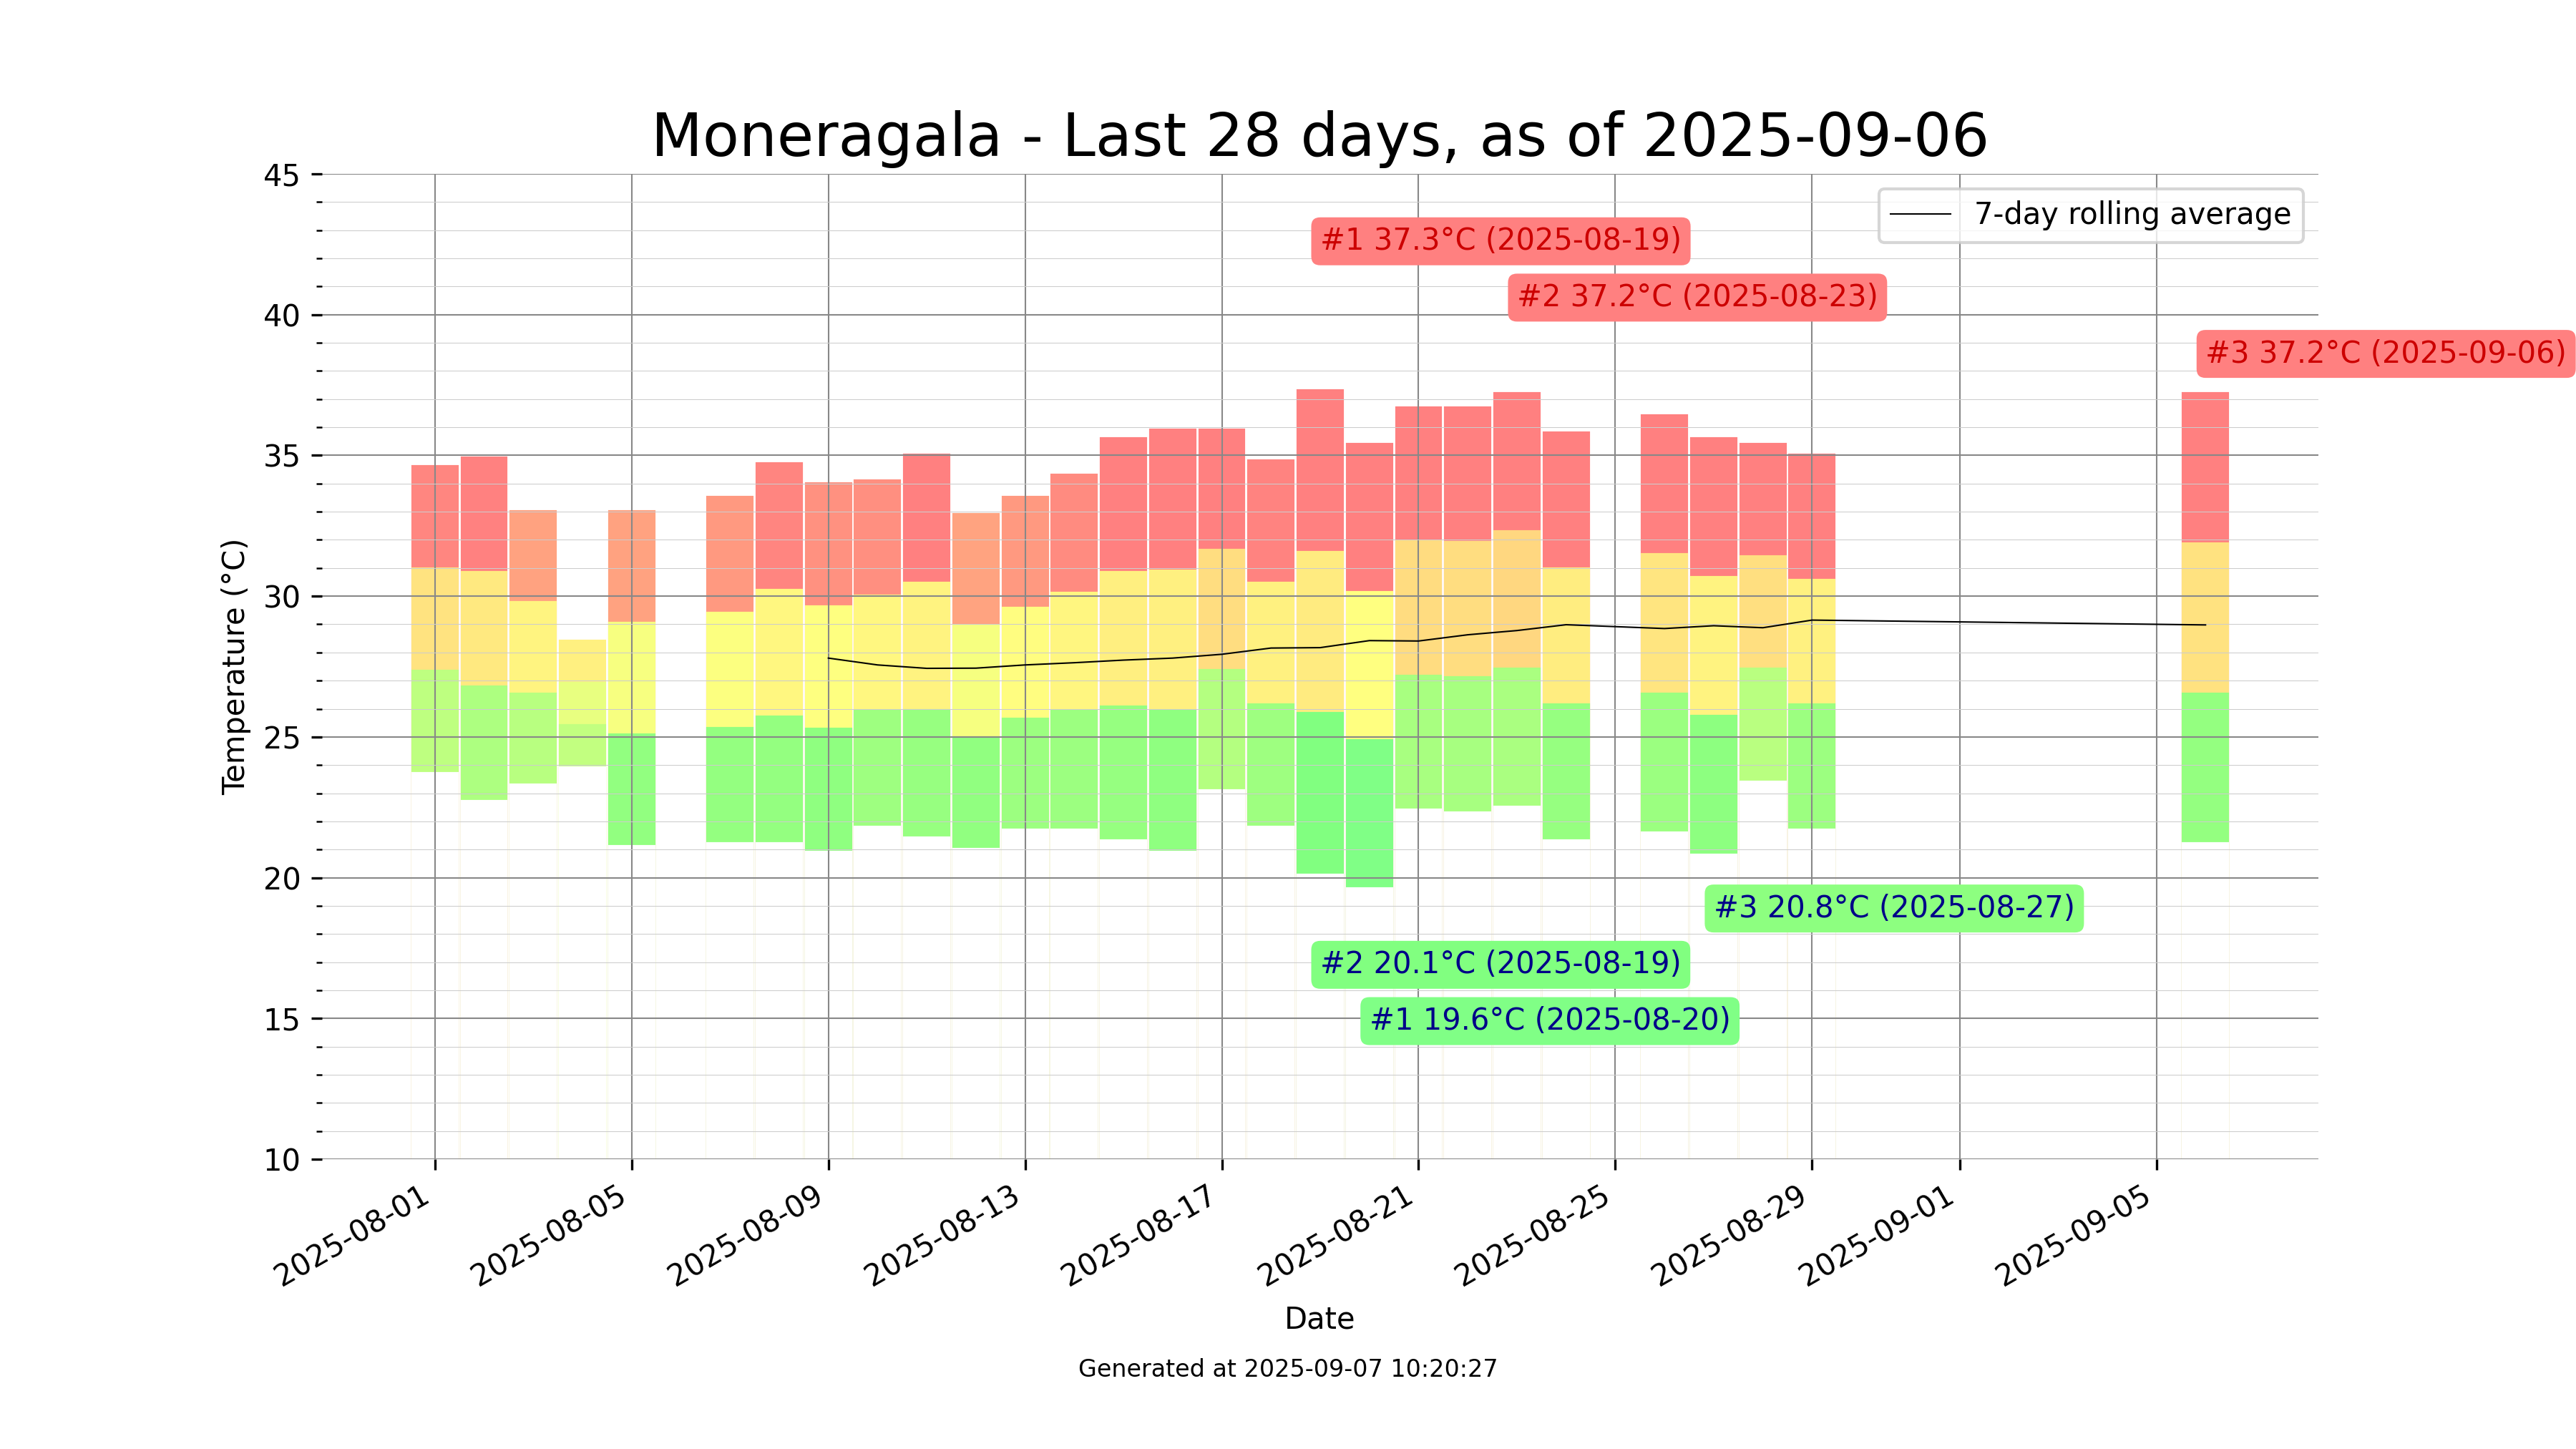 Moneragala - Last 28 days, as of 2025-09-06
45
40
35
30
25
20
15
10
Temperature (°C)
7-day rolling average
#1 37.3°C (2025-08-19)
#2 37.2°C (2025-08-23)
#3 37.2°C (2025-09-06)
#3 20.8°C (2025-08-27)
#2 20.1°C (2025-08-19)
#1 19.6°C (2025-08-20)
2025-08-01
2025-08-05
2025-08-09
2025-08-13
2025-08-17
2025-08-21
2025-08-25
2025-08-29
2025-09-01
2025-09-05
Date
Generated at 2025-09-07 10:20:27